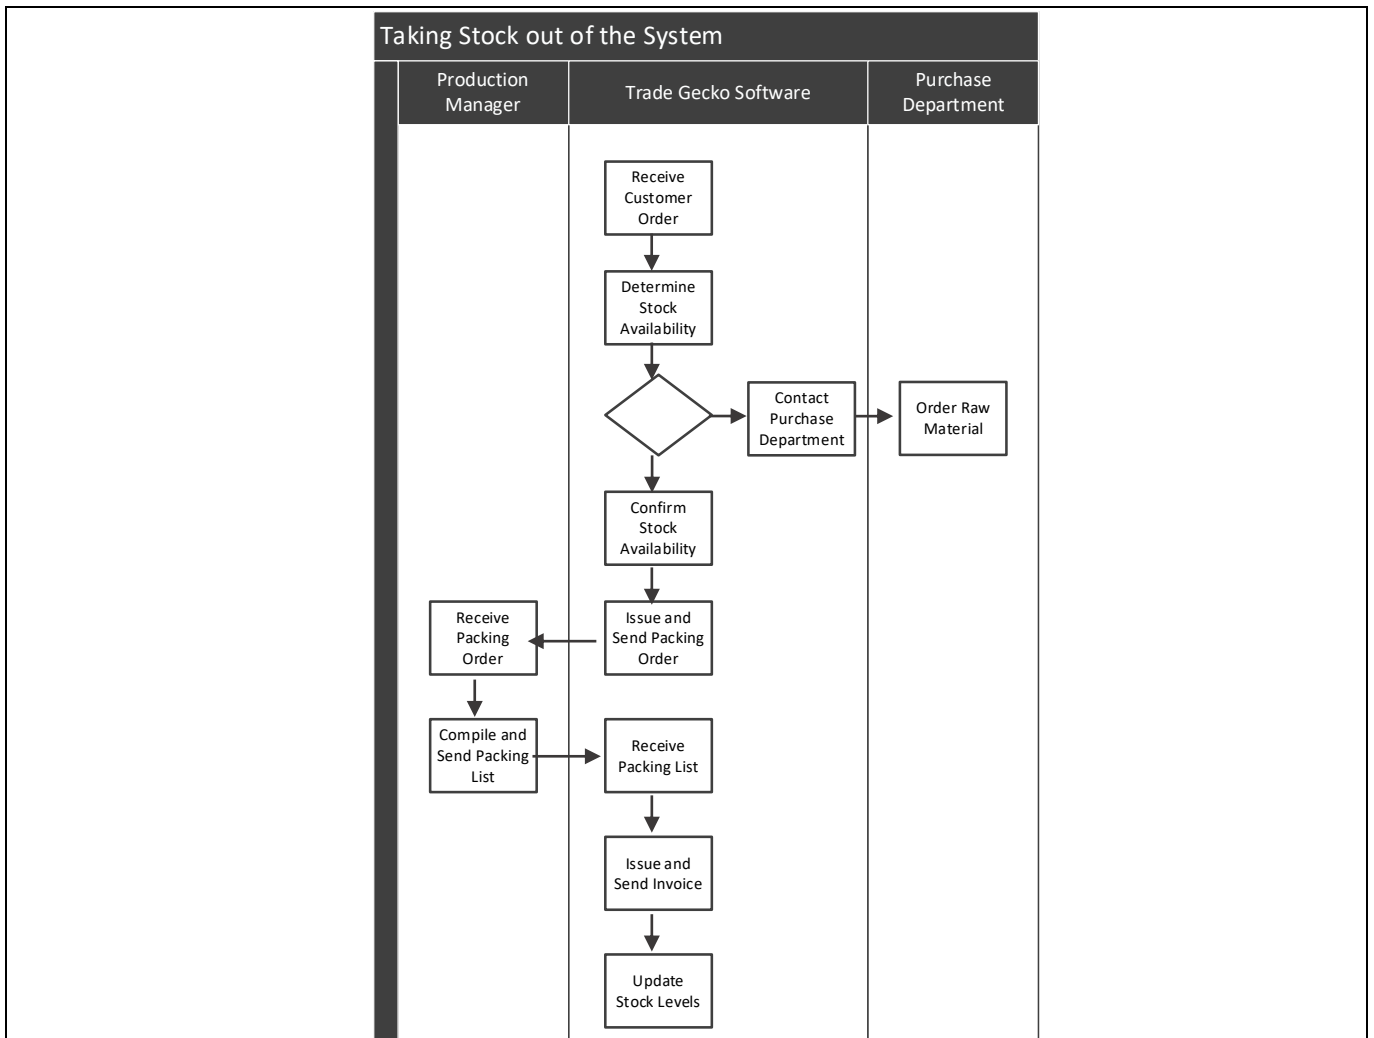 Taking Stock out of the System
Production
Manager
Trade Gecko Software
Purchase
Department
Receive
Customer
Order
Determine
Stock
Availability
Contact
Purchase
Department
Order Raw
Material
Confirm
Stock
Availability
Receive
Packing
Order
Issue and
Send Packing
Order
Compile and
Send Packing
List
Receive
Packing List
Issue and
Send Invoice
Update
Stock Levels